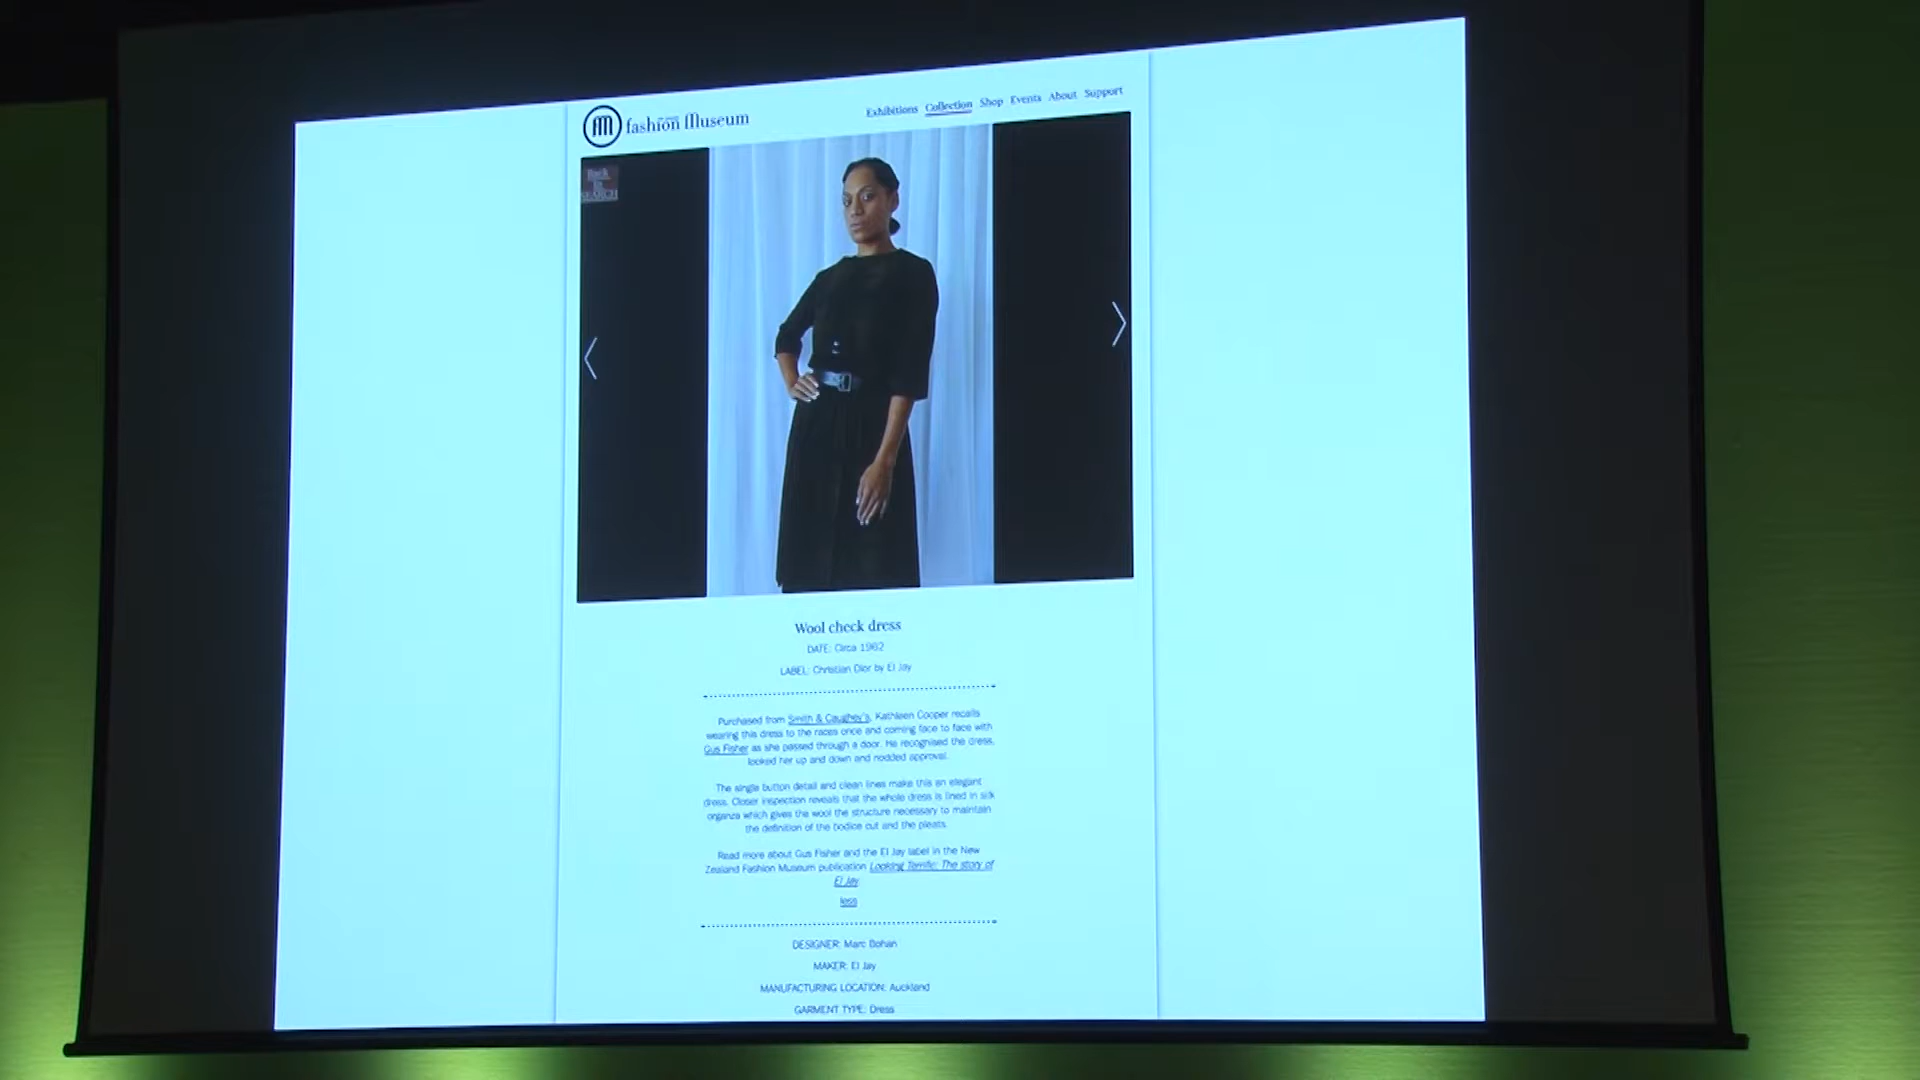 fashion Museum
Exhibitions Collection Shop Events About Support
Back
To
SEARCH
Wool check dress
DATE: Circa 1962
LABEL: Christian Dior by El Jay
Purchased from Smith & Caughey's, Kathleen Cooper recalls
wearing this dress to the races once and coming face to face with
Gus Fisher as she passed through a door. He recognised the dress,
looked her up and down and nodded approval.
The single button detail and clean lines make this an elegant
dress. Closer inspection reveals that the whole dress is lined in silk
organza which gives the wool the structure necessary to maintain
the definition of the bodice cut and the pleats.
Read more about Gus Fisher and the El Jay label in the New
Zealand Fashion Museum publication Looking Terrific: The story of
El Jay
less
DESIGNER: Marc Bohan
MAKER: El Jay
MANUFACTURING LOCATION: Auckland
GARMENT TYPE: Dress